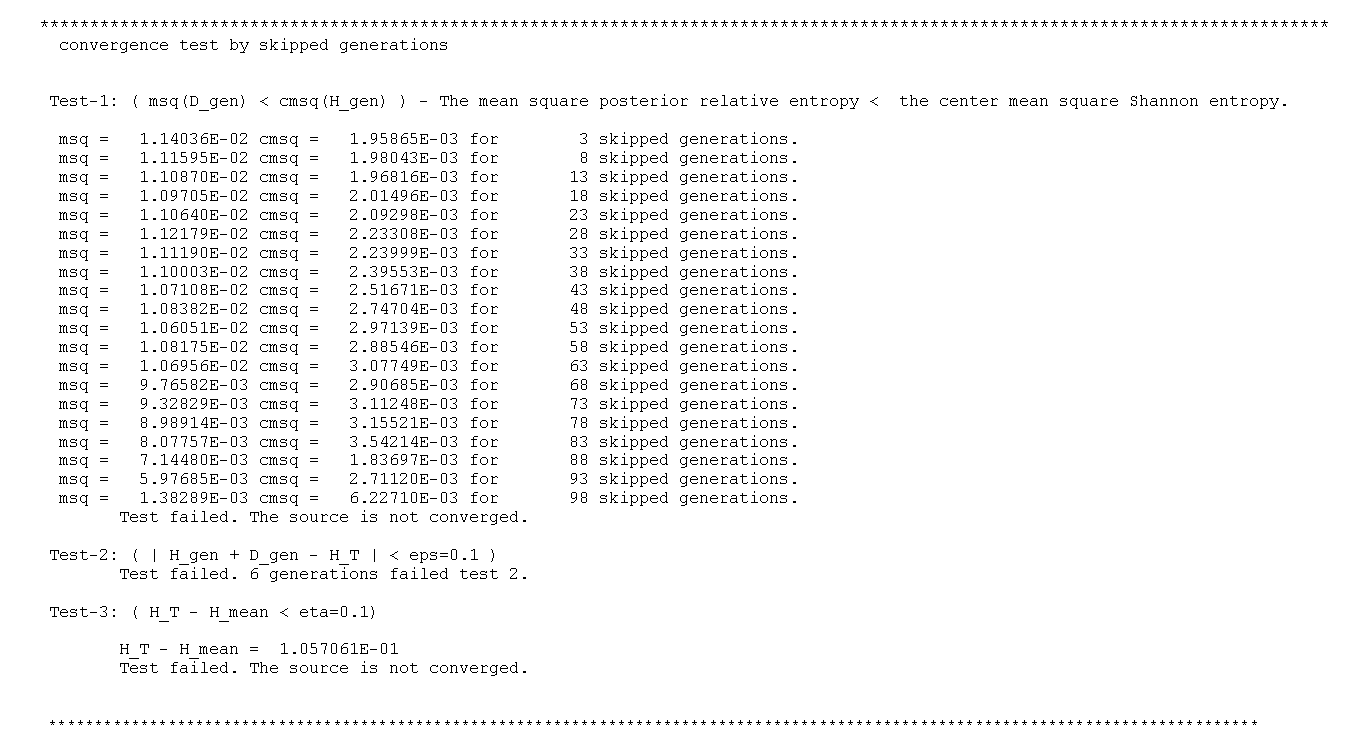 *********************************************************************************************************************************
convergence test by skipped generations
Test-1: ( msq(D_gen) < cmsq(H_gen) ) - The mean square posterior relative entropy < the center mean square Shannon entropy.
msq = 1.14036E-02 cmsq = 1.95865E-03 for 3 skipped generations.
msq = 1.11595E-02 cmsq = 1.98043E-03 for 8 skipped generations.
msq = 1.10870E-02 cmsq = 1.96816E-03 for 13 skipped generations.
msq = 1.09705E-02 cmsq = 2.01496E-03 for 18 skipped generations.
msq = 1.10640E-02 cmsq = 2.09298E-03 for 23 skipped generations.
msq = 1.12179E-02 cmsq = 2.23308E-03 for 28 skipped generations.
msq = 1.11190E-02 cmsq = 2.23999E-03 for 33 skipped generations.
msq = 1.10003E-02 cmsq = 2.39553E-03 for 38 skipped generations.
msq = 1.07108E-02 cmsq = 2.51671E-03 for 43 skipped generations.
msq = 1.08382E-02 cmsq = 2.74704E-03 for 48 skipped generations.
msq = 1.06051E-02 cmsq = 2.97139E-03 for 53 skipped generations.
msq = 1.08175E-02 cmsq = 2.88546E-03 for 58 skipped generations.
msq = 1.06956E-02 cmsq = 3.07749E-03 for 63 skipped generations.
msq = 9.76582E-03 cmsq = 2.90685E-03 for 68 skipped generations.
msq = 9.32829E-03 cmsq = 3.11248E-03 for 73 skipped generations.
msq = 8.98914E-03 cmsq = 3.15521E-03 for 78 skipped generations.
msq = 8.07757E-03 cmsq = 3.54214E-03 for 83 skipped generations.
msq = 7.14480E-03 cmsq = 1.83697E-03 for 88 skipped generations.
msq = 5.97685E-03 cmsq = 2.71120E-03 for 93 skipped generations.
msq = 1.38289E-03 cmsq = 6.22710E-03 for 98 skipped generations.
Test failed. The source is not converged.
Test-2: ( | H_gen + D_gen - H_T | < eps=0.1 )
Test failed. 6 generations failed test 2.
Test-3: ( H_T - H_mean < eta=0.1)
H_T - H_mean = 1.057061E-01
Test failed. The source is not converged.
*************************************************************************************************************************